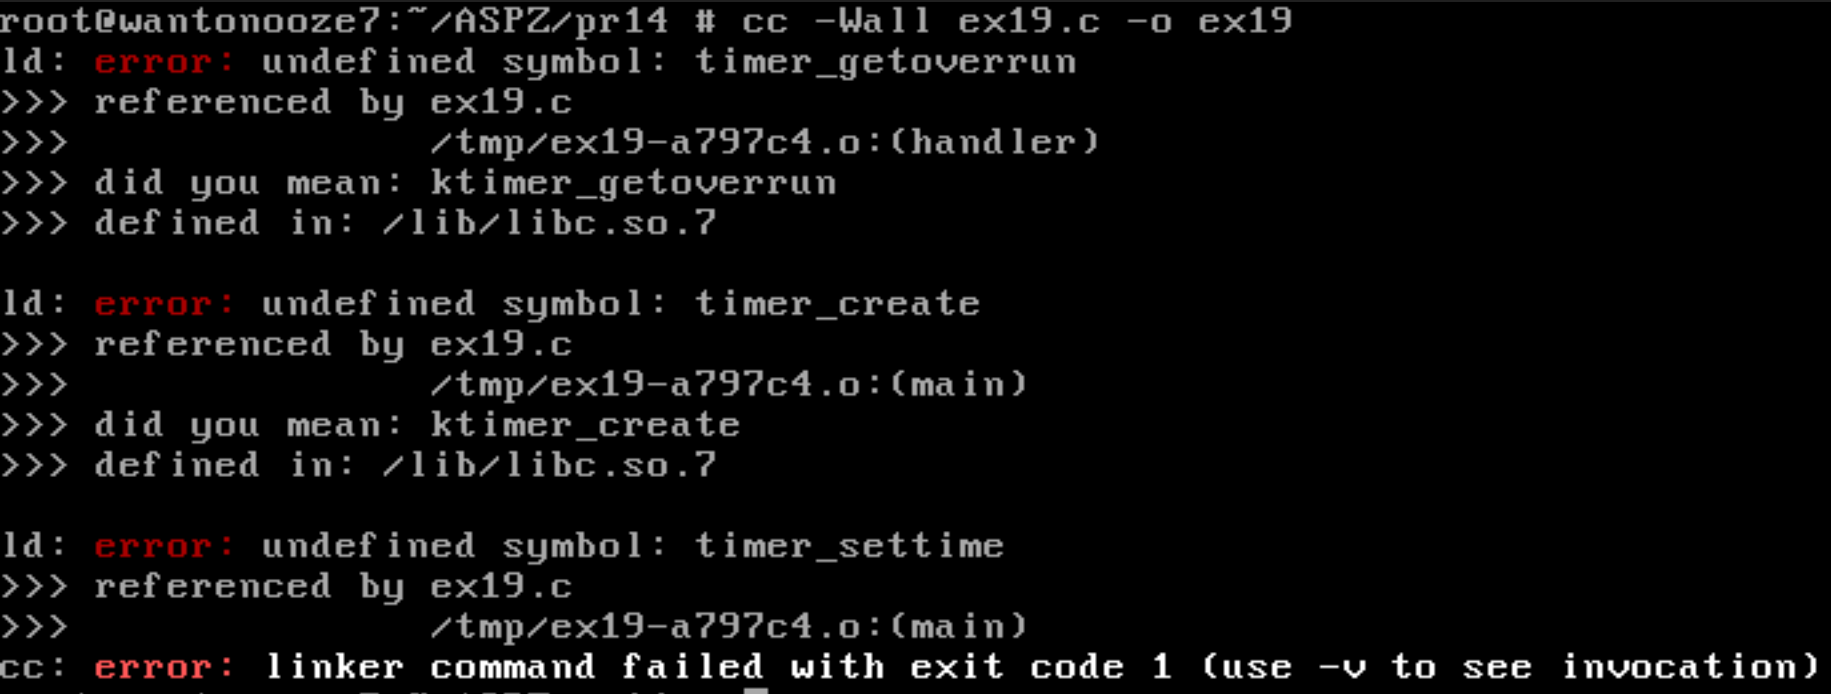 root@wantonooze7:~/ASPZ/pr14 # cc -Wall ex19.c -o ex19
ld: error: undefined symbol: timer_getoverrun
>>> referenced by ex19.c
>>>               /tmp/ex19-a797c4.o:(handler)
>>> did you mean: ktimer_getoverrun
>>> defined in: /lib/libc.so.7

ld: error: undefined symbol: timer_create
>>> referenced by ex19.c
>>>               /tmp/ex19-a797c4.o:(main)
>>> did you mean: ktimer_create
>>> defined in: /lib/libc.so.7

ld: error: undefined symbol: timer_settime
>>> referenced by ex19.c
>>>               /tmp/ex19-a797c4.o:(main)
cc: error: linker command failed with exit code 1 (use -v to see invocation)